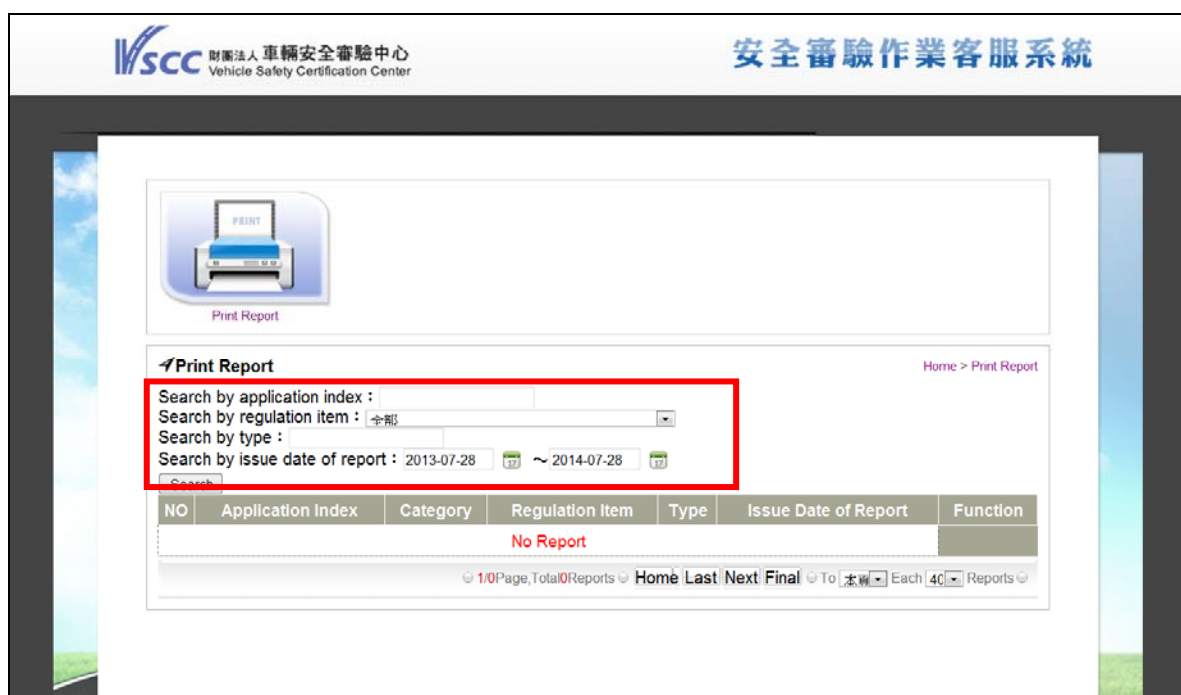 VSCC 財團法人 車輛安全審驗中心
Vehicle Safety Certification Center
安全審驗作業客服系統
PRINT
Print Report
Print Report
Home > Print Report
Search by application index：
Search by regulation item： 全部
Search by type：
Search by issue date of report： 2013-07-28 17 ～ 2014-07-28 17
Search
NO Application Index Category Regulation Item Type Issue Date of Report Function
No Report
1/0Page,Total0Reports Home Last Next Final To Each 40 Reports